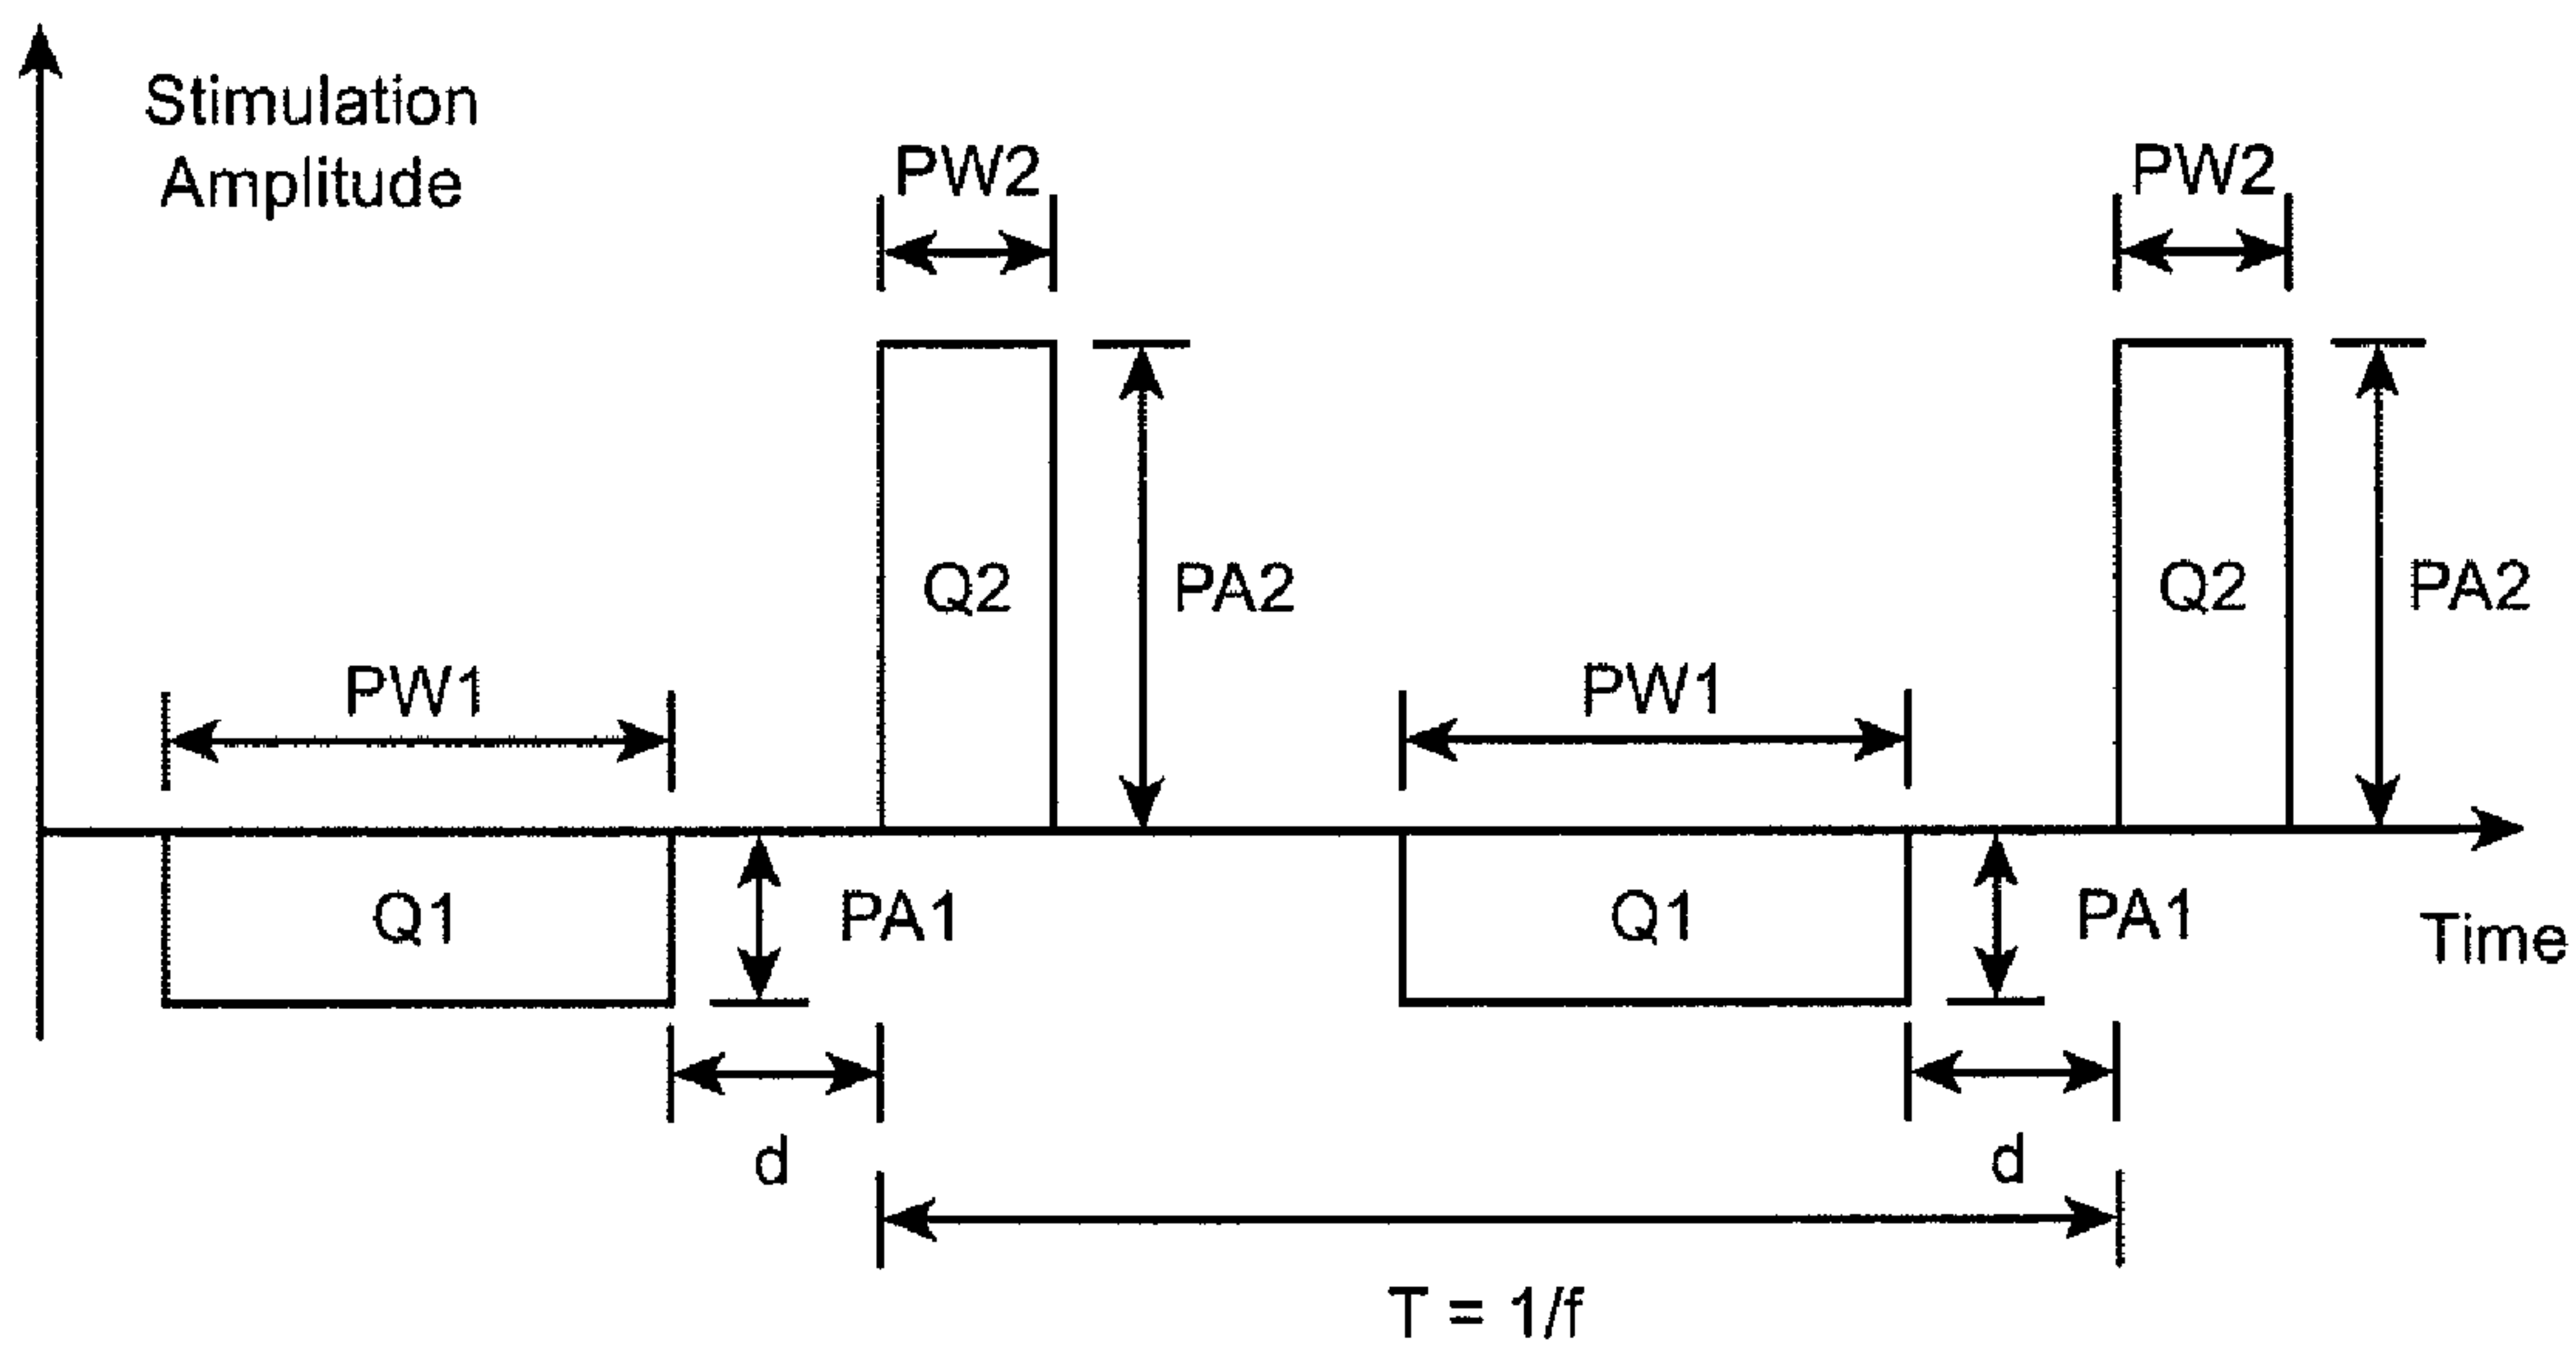 Stimulation
Amplitude
PW2
PW2
Q2
PA2
Q2
PA2
PW1
PW1
Q1
PA1
Q1
PA1
Time
d
d
T = 1/f